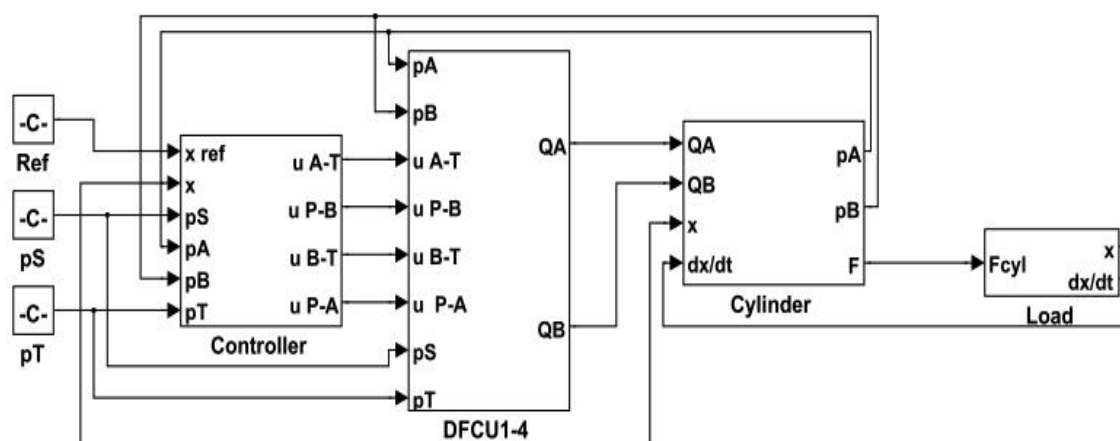 -C-
Ref
-C-
pS
-C-
pT
x ref
x
pS
pA
pB
pT
u A-T
u P-B
u B-T
u P-A
Controller
pA
pB
u A-T
u P-B
u B-T
u P-A
pS
pT
QA
QB
DFCU1-4
QA
QB
x
dx/dt
pA
pB
F
Cylinder
Fcyl
x
dx/dt
Load